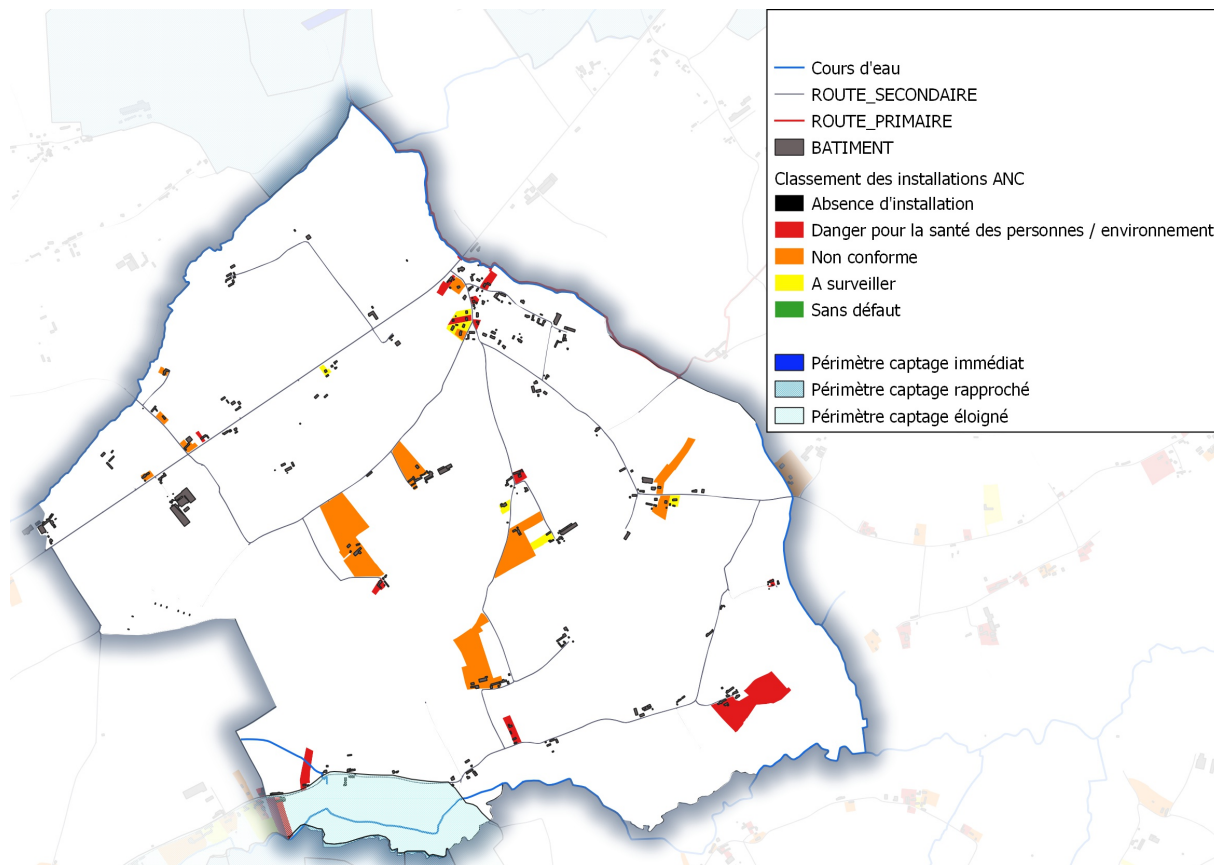 Cours d'eau
ROUTE_SECONDAIRE
ROUTE_PRIMAIRE
BATIMENT
Classement des installations ANC
Absence d'installation
Danger pour la santé des personnes / environnement
Non conforme
A surveiller
Sans défaut
Périmètre captage immédiat
Périmètre captage rapproché
Périmètre captage éloigné